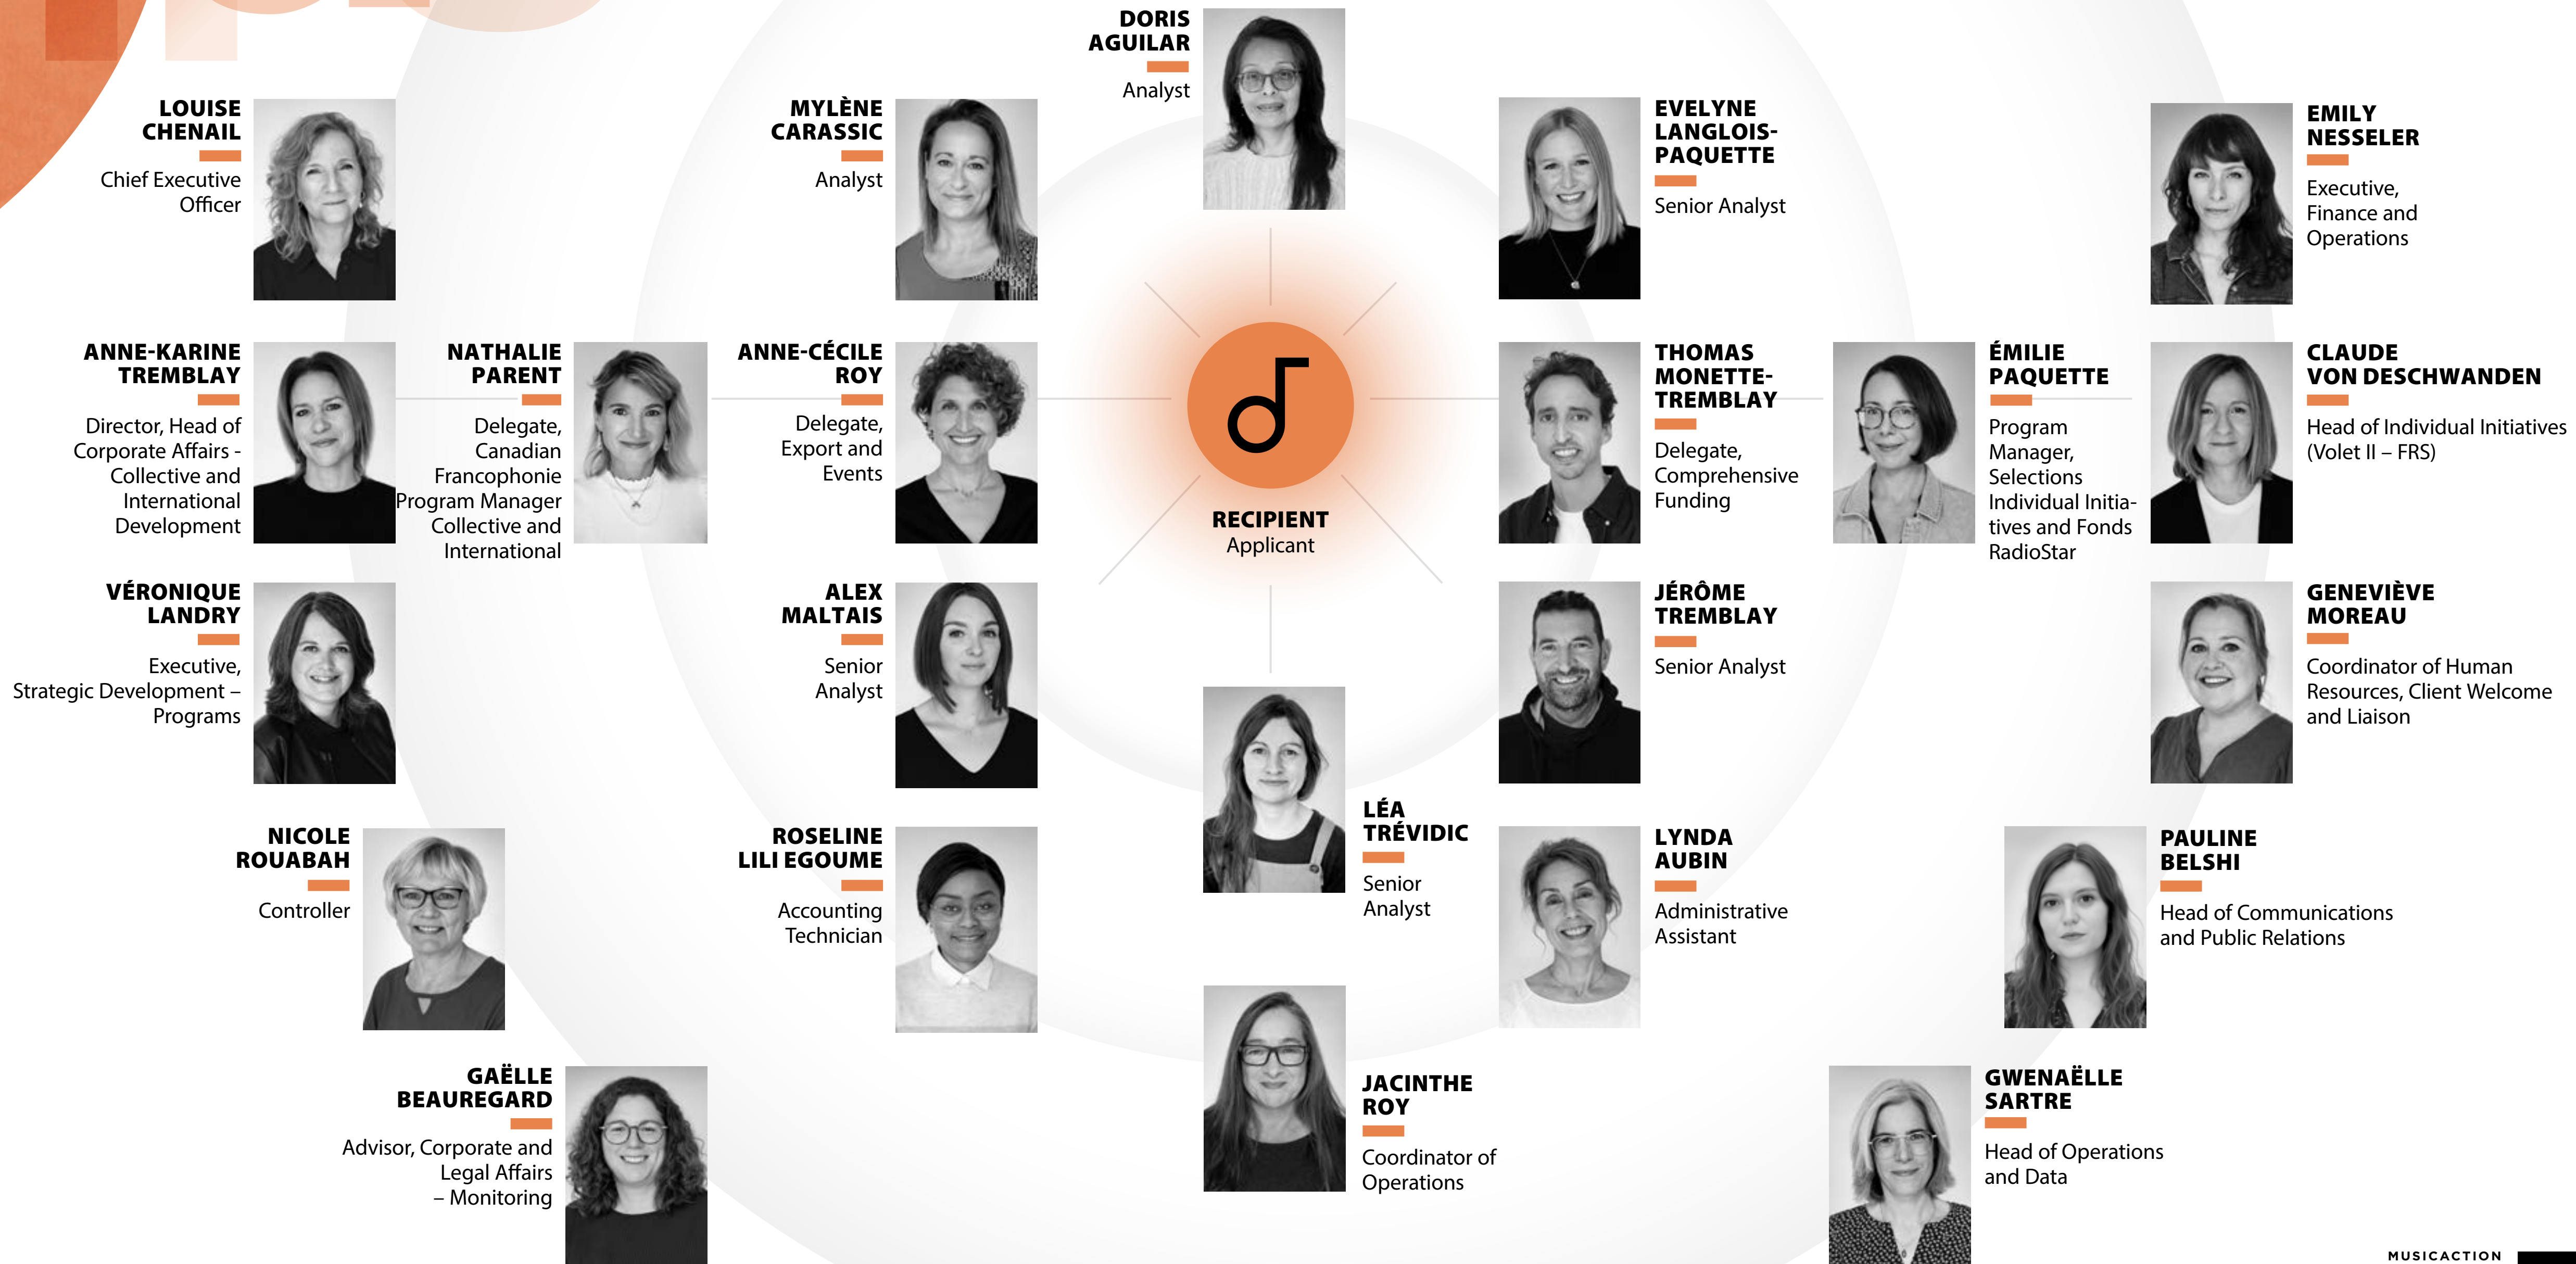 DORIS
AGUILAR
Analyst
LOUISE
CHENAIL
Chief Executive
Officer
MYLÈNE
CARASSIC
Analyst
EVELYNE
LANGLOIS-
PAQUETTE
Senior Analyst
EMILY
NESSELER
Executive,
Finance and
Operations
ANNE-KARINE
TREMBLAY
Director, Head of
Corporate Affairs -
Collective and
International
Development
NATHALIE
PARENT
Delegate,
Canadian
Francophonie
Program Manager
Collective and
International
ANNE-CÉCILE
ROY
Delegate,
Export and
Events
RECIPIENT
Applicant
THOMAS
MONETTE-
TREMBLAY
Delegate,
Comprehensive
Funding
ÉMILIE
PAQUETTE
Program
Manager,
Selections
Individual Initia-
tives and Fonds
RadioStar
CLAUDE
VON DESCHWANDEN
Head of Individual Initiatives
(Volet II – FRS)
VÉRONIQUE
LANDRY
Executive,
Strategic Development –
Programs
ALEX
MALTAIS
Senior
Analyst
JÉRÔME
TREMBLAY
Senior Analyst
GENEVIÈVE
MOREAU
Coordinator of Human
Resources, Client Welcome
and Liaison
NICOLE
ROUABAH
Controller
ROSELINE
LILI EGOUME
Accounting
Technician
LÉA
TRÉVIDIC
Senior
Analyst
LYNDA
AUBIN
Administrative
Assistant
PAULINE
BELSHI
Head of Communications
and Public Relations
GAËLLE
BEAUREGARD
Advisor, Corporate and
Legal Affairs
– Monitoring
JACINTHE
ROY
Coordinator of
Operations
GWENAËLLE
SARTRE
Head of Operations
and Data
MUSICACTION